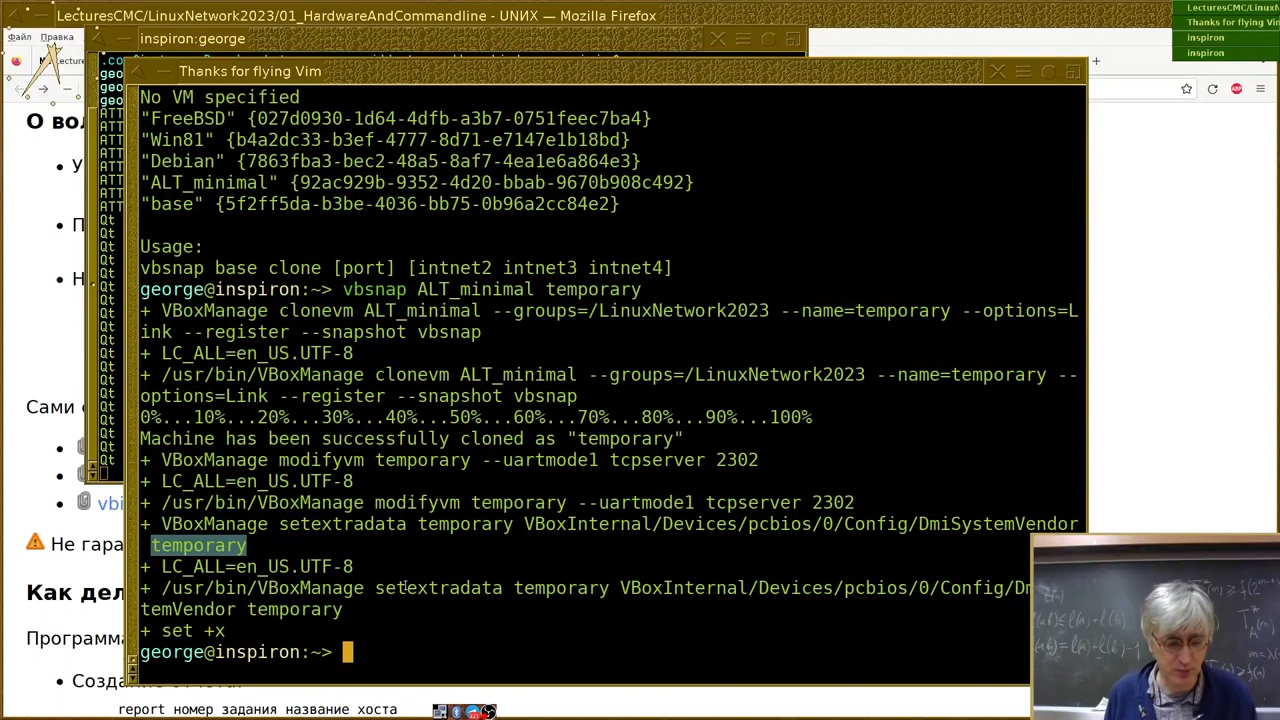 LecturesCMC/LinuxNetwork2023/01_HardwareAndCommandline - UNИX — Mozilla Firefox
LecturesCMC/LinuxN
Thanks for flying Vim
inspiron
inspiron
Файл Правка
inspiron:george
Thanks for flying Vim
No VM specified
"FreeBSD" {027d0930-1d64-4dfb-a3b7-0751feec7ba4}
"Win81" {b4a2dc33-b3ef-4777-8d71-e7147e1b18bd}
"Debian" {7863fba3-bec2-48a5-8af7-4ea1e6a864e3}
"ALT_minimal" {92ac929b-9352-4d20-bbab-9670b908c492}
"base" {5f2ff5da-b3be-4036-bb75-0b96a2cc84e2}
Usage:
vbsnap base clone [port] [intnet2 intnet3 intnet4]
george@inspiron:~> vbsnap ALT_minimal temporary
+ VBoxManage clonevm ALT_minimal --groups=/LinuxNetwork2023 --name=temporary --options=L
ink --register --snapshot vbsnap
+ LC_ALL=en_US.UTF-8
+ /usr/bin/VBoxManage clonevm ALT_minimal --groups=/LinuxNetwork2023 --name=temporary --
options=Link --register --snapshot vbsnap
0%...10%...20%...30%...40%...50%...60%...70%...80%...90%...100%
Machine has been successfully cloned as "temporary"
+ VBoxManage modifyvm temporary --uartmode1 tcpserver 2302
+ LC_ALL=en_US.UTF-8
+ /usr/bin/VBoxManage modifyvm temporary --uartmode1 tcpserver 2302
+ VBoxManage setextradata temporary VBoxInternal/Devices/pcbios/0/Config/DmiSystemVendor
temporary
+ LC_ALL=en_US.UTF-8
+ /usr/bin/VBoxManage setextradata temporary VBoxInternal/Devices/pcbios/0/Config/Dm
temVendor temporary
+ set +x
george@inspiron:~>
О вол
Сами
vbi
Не гара
Как дел
Программа
report номер задания название хоста